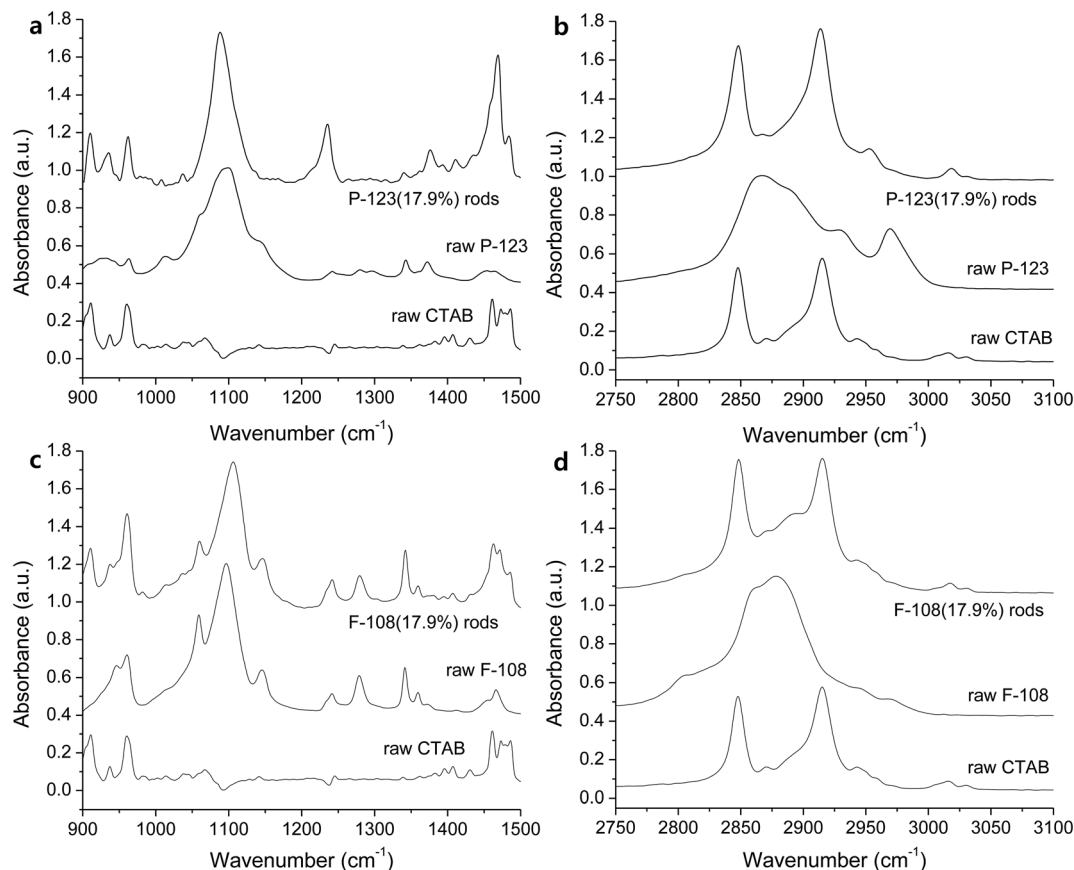 a
1.8
1.6
1.4
1.2
1.0
0.8
0.6
0.4
0.2
0.0
Absorbance (a.u.)
P-123(17.9%) rods
raw P-123
raw CTAB
900 1000 1100 1200 1300 1400 1500
Wavenumber (cm⁻¹)
b
1.8
1.6
1.4
1.2
1.0
0.8
0.6
0.4
0.2
0.0
Absorbance (a.u.)
P-123(17.9%) rods
raw P-123
raw CTAB
2750 2800 2850 2900 2950 3000 3050 3100
Wavenumber (cm⁻¹)
c
1.8
1.6
1.4
1.2
1.0
0.8
0.6
0.4
0.2
0.0
Absorbance (a.u.)
F-108(17.9%) rods
raw F-108
raw CTAB
900 1000 1100 1200 1300 1400 1500
Wavenumber (cm⁻¹)
d
1.8
1.6
1.4
1.2
1.0
0.8
0.6
0.4
0.2
0.0
Absorbance (a.u.)
F-108(17.9%) rods
raw F-108
raw CTAB
2750 2800 2850 2900 2950 3000 3050 3100
Wavenumber (cm⁻¹)